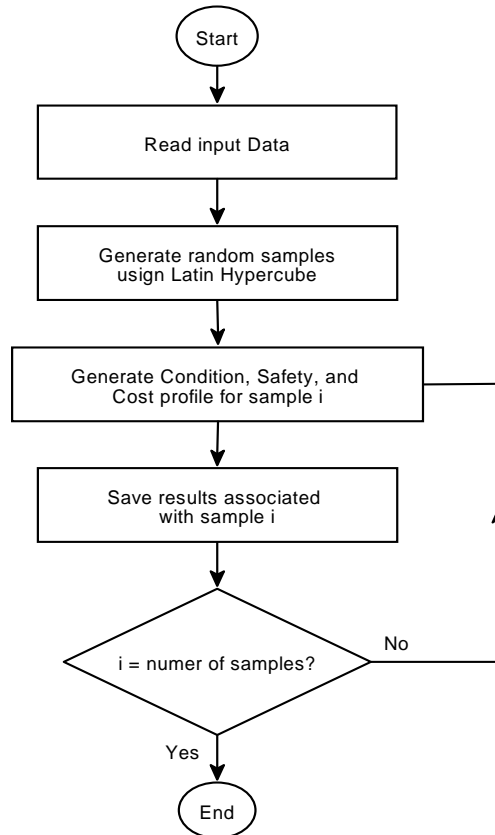 Start
Read input Data
Generate random samples
usign Latin Hypercube
Generate Condition, Safety, and
Cost profile for sample i
Save results associated
with sample i
i = numer of samples?
No
Yes
End